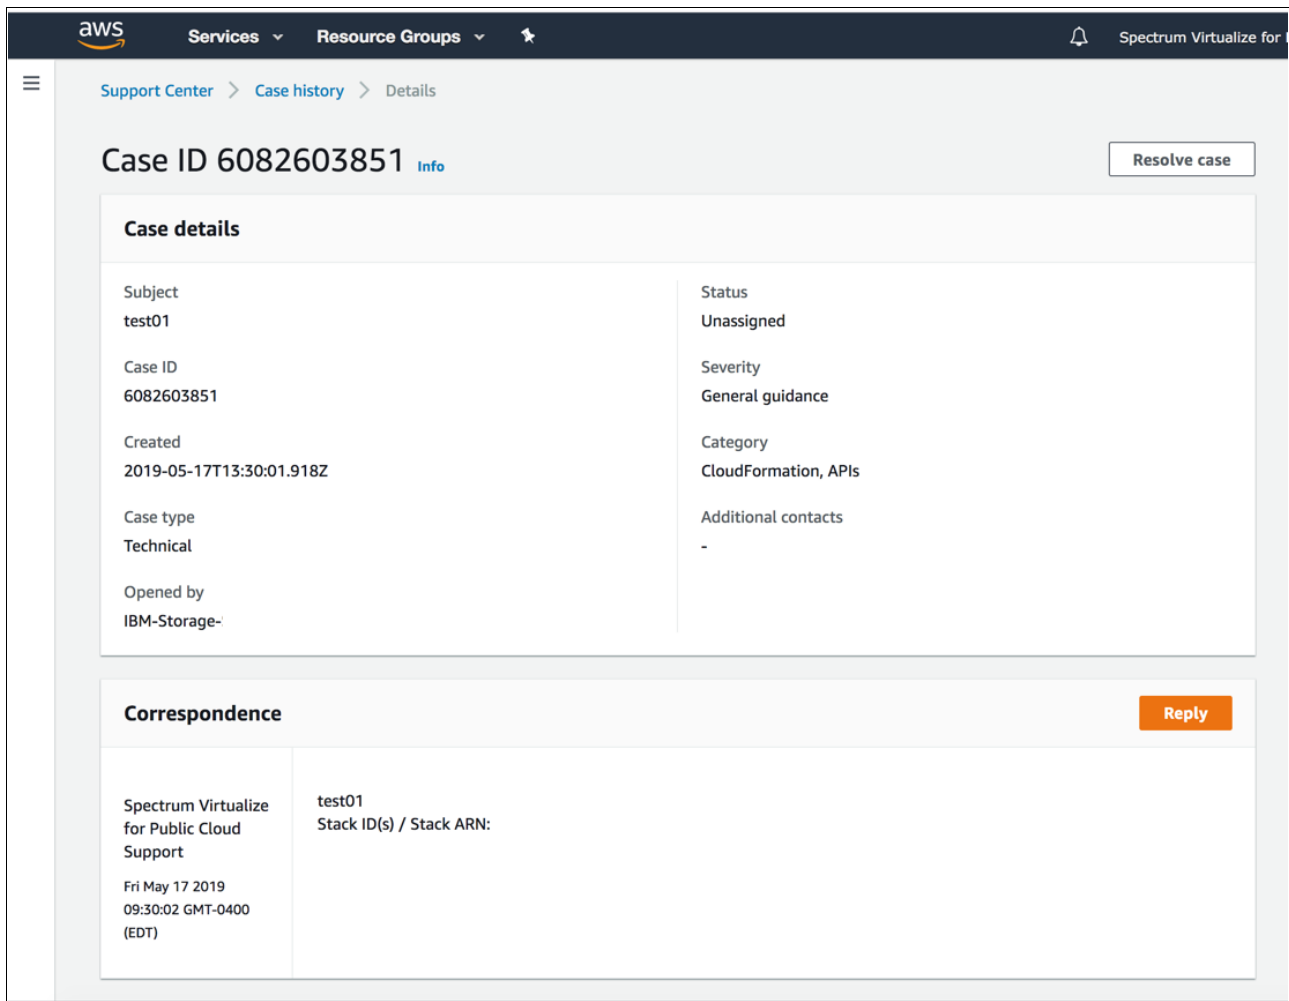 aws Services Resource Groups Spectrum Virtualize for
Support Center > Case history > Details
Case ID 6082603851 Info Resolve case
Case details
Subject
test01
Case ID
6082603851
Created
2019-05-17T13:30:01.918Z
Case type
Technical
Opened by
IBM-Storage-
Status
Unassigned
Severity
General guidance
Category
CloudFormation, APIs
Additional contacts
-
Correspondence Reply
Spectrum Virtualize
for Public Cloud
Support
Fri May 17 2019
09:30:02 GMT-0400
(EDT)
test01
Stack ID(s) / Stack ARN: